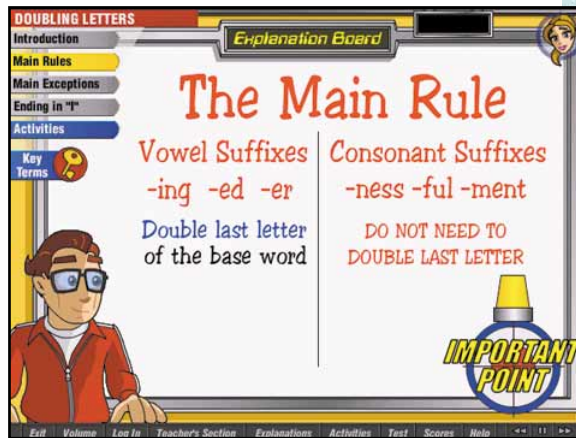 DOUBLING LETTERS
Introduction
Main Rules
Main Exceptions
Ending in "l"
Activities
Key
Terms
Explanation Board
The Main Rule
Vowel Suffixes
-ing -ed -er
Double last letter
of the base word
Consonant Suffixes
-ness -ful -ment
DO NOT NEED TO
DOUBLE LAST LETTER
IMPORTANT
POINT
Exit Volume Log In Teacher's Section Explanations Activities Test Scores Help